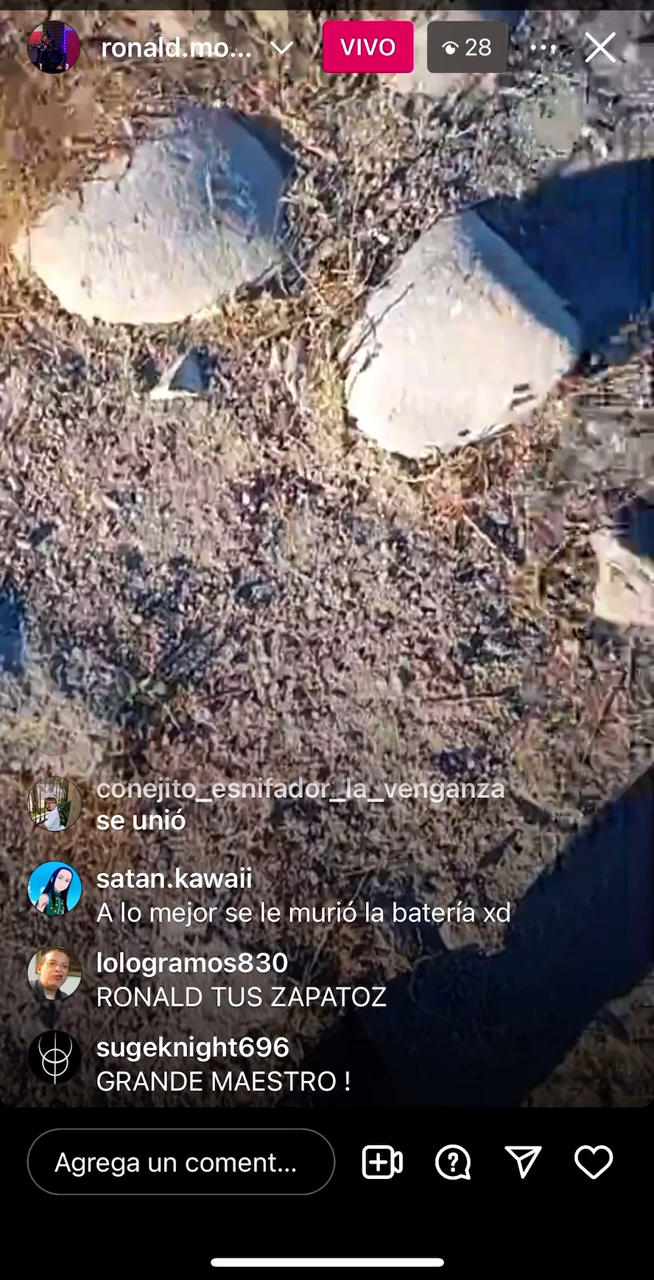 ronald.mo...
VIVO
28
conejito_esnifador_la_venganza
se unió
satan.kawaii
A lo mejor se le murió la batería xd
lologramos830
RONALD TUS ZAPATOZ
sugeknight696
GRANDE MAESTRO !
Agrega un coment...